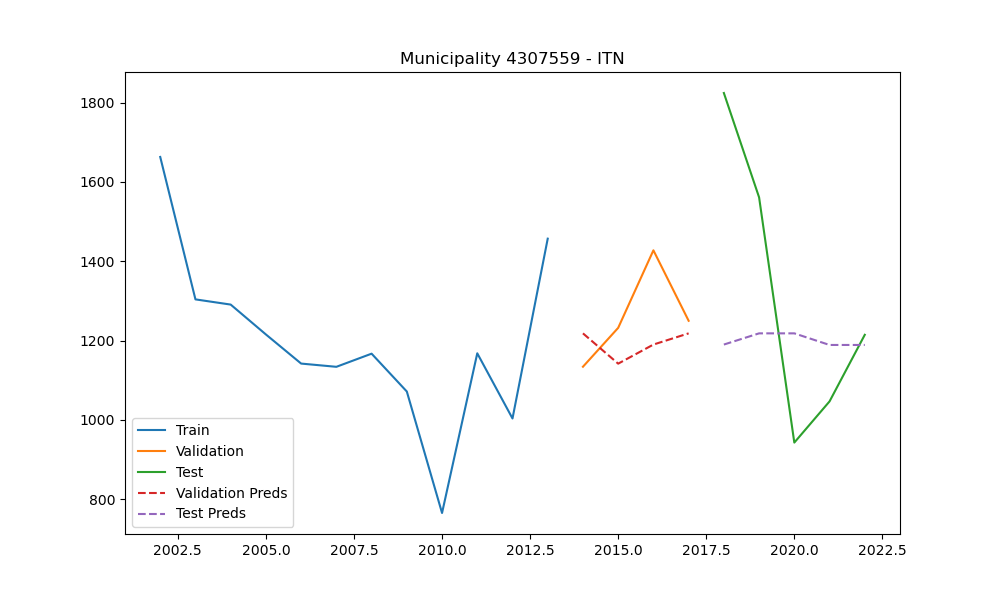 Municipality 4307559 - ITN
1800
1600
1400
1200
1000
800
Train
Validation
Test
Validation Preds
Test Preds
2002.5 2005.0 2007.5 2010.0 2012.5 2015.0 2017.5 2020.0 2022.5